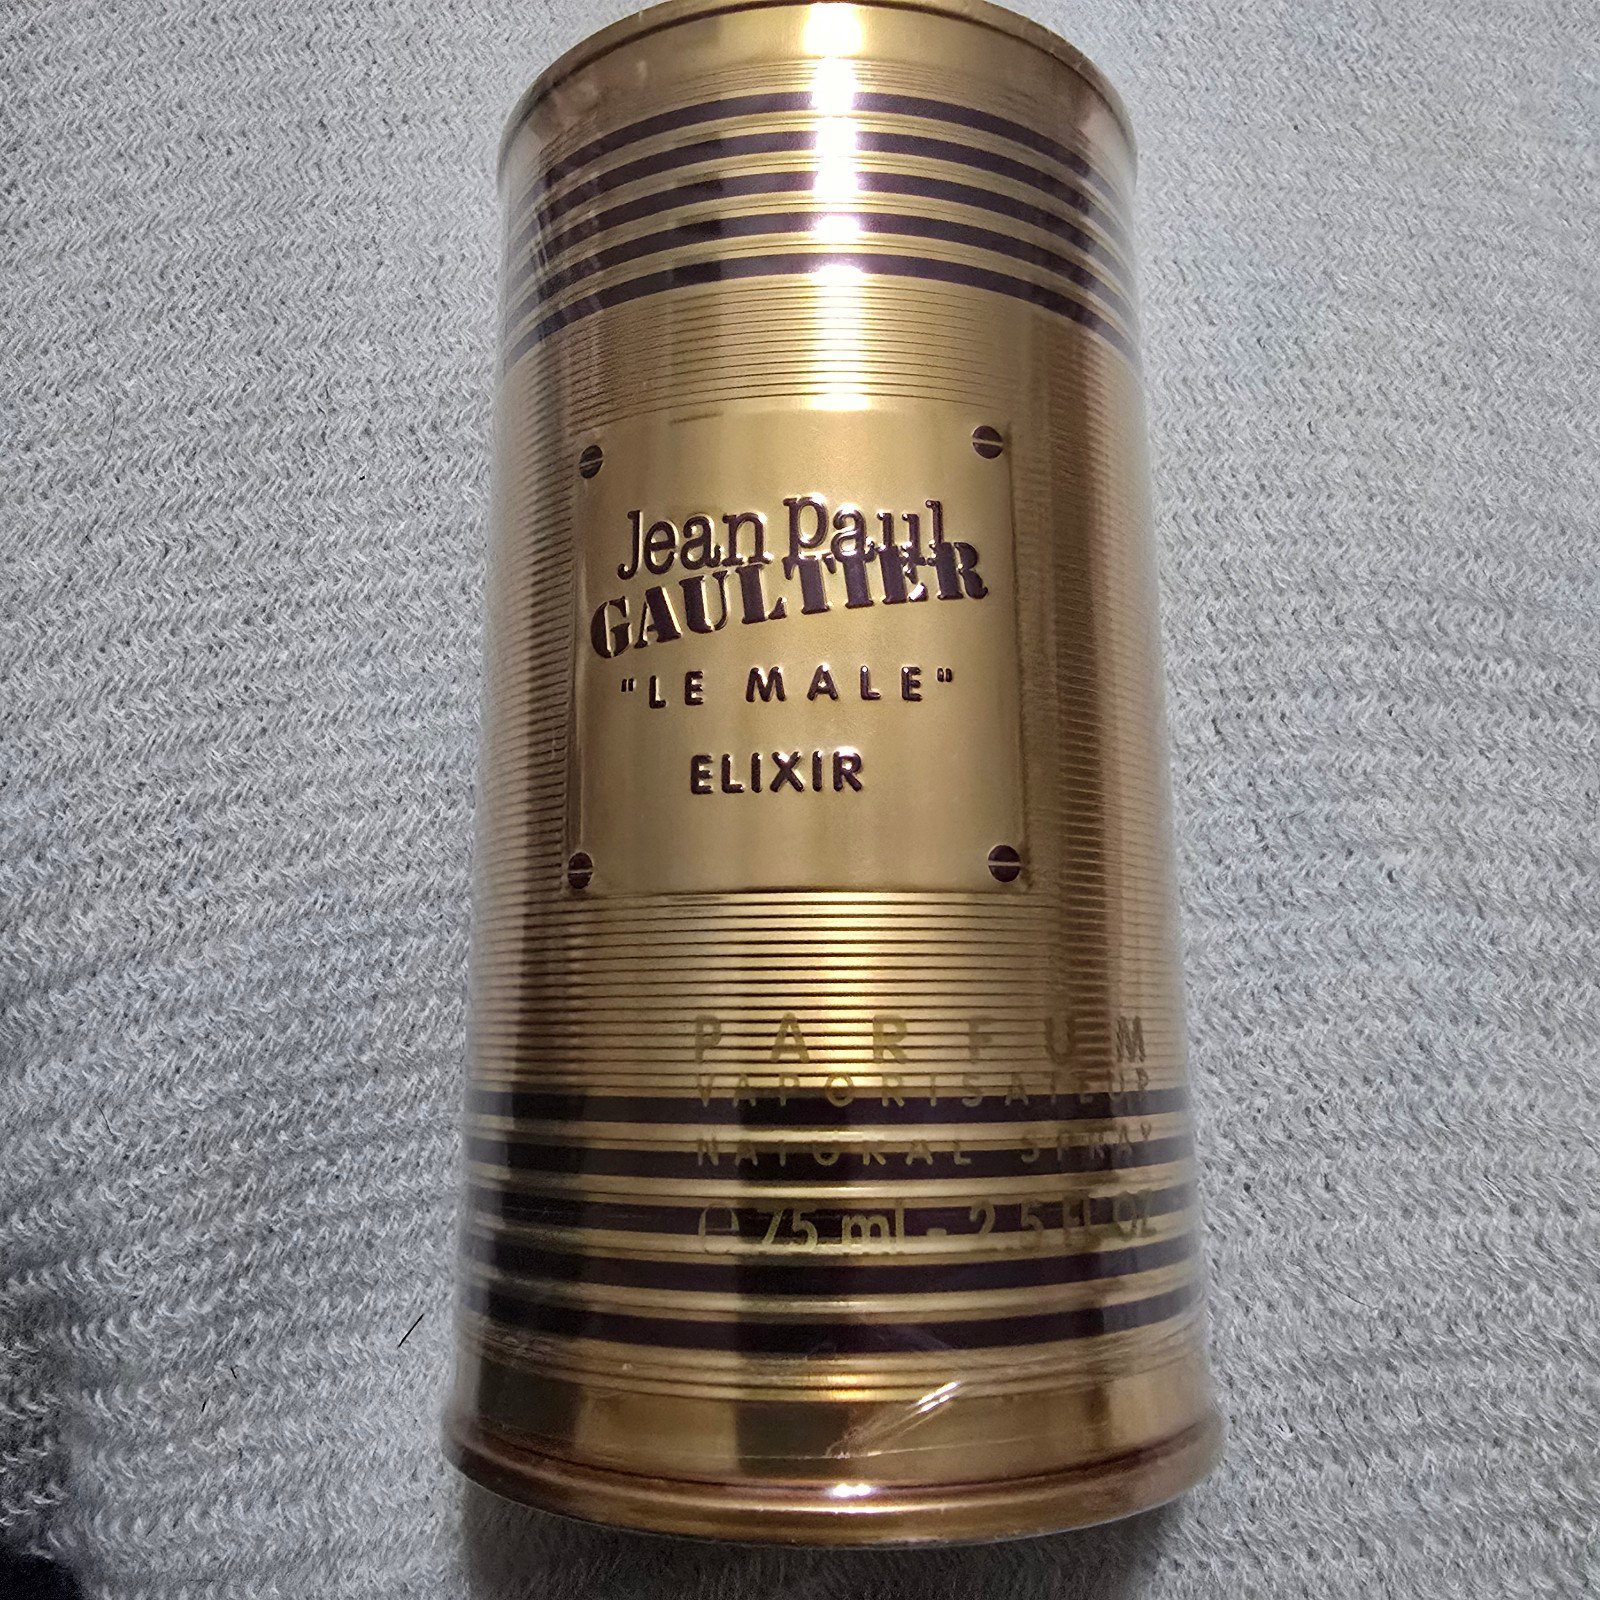 Jean Paul
GAULTIER
"LE MALE"
ELIXIR
PARFUM
VAPORISATEUR
NATURAL SPRAY
℮ 75 ml - 2.5 fl OZ